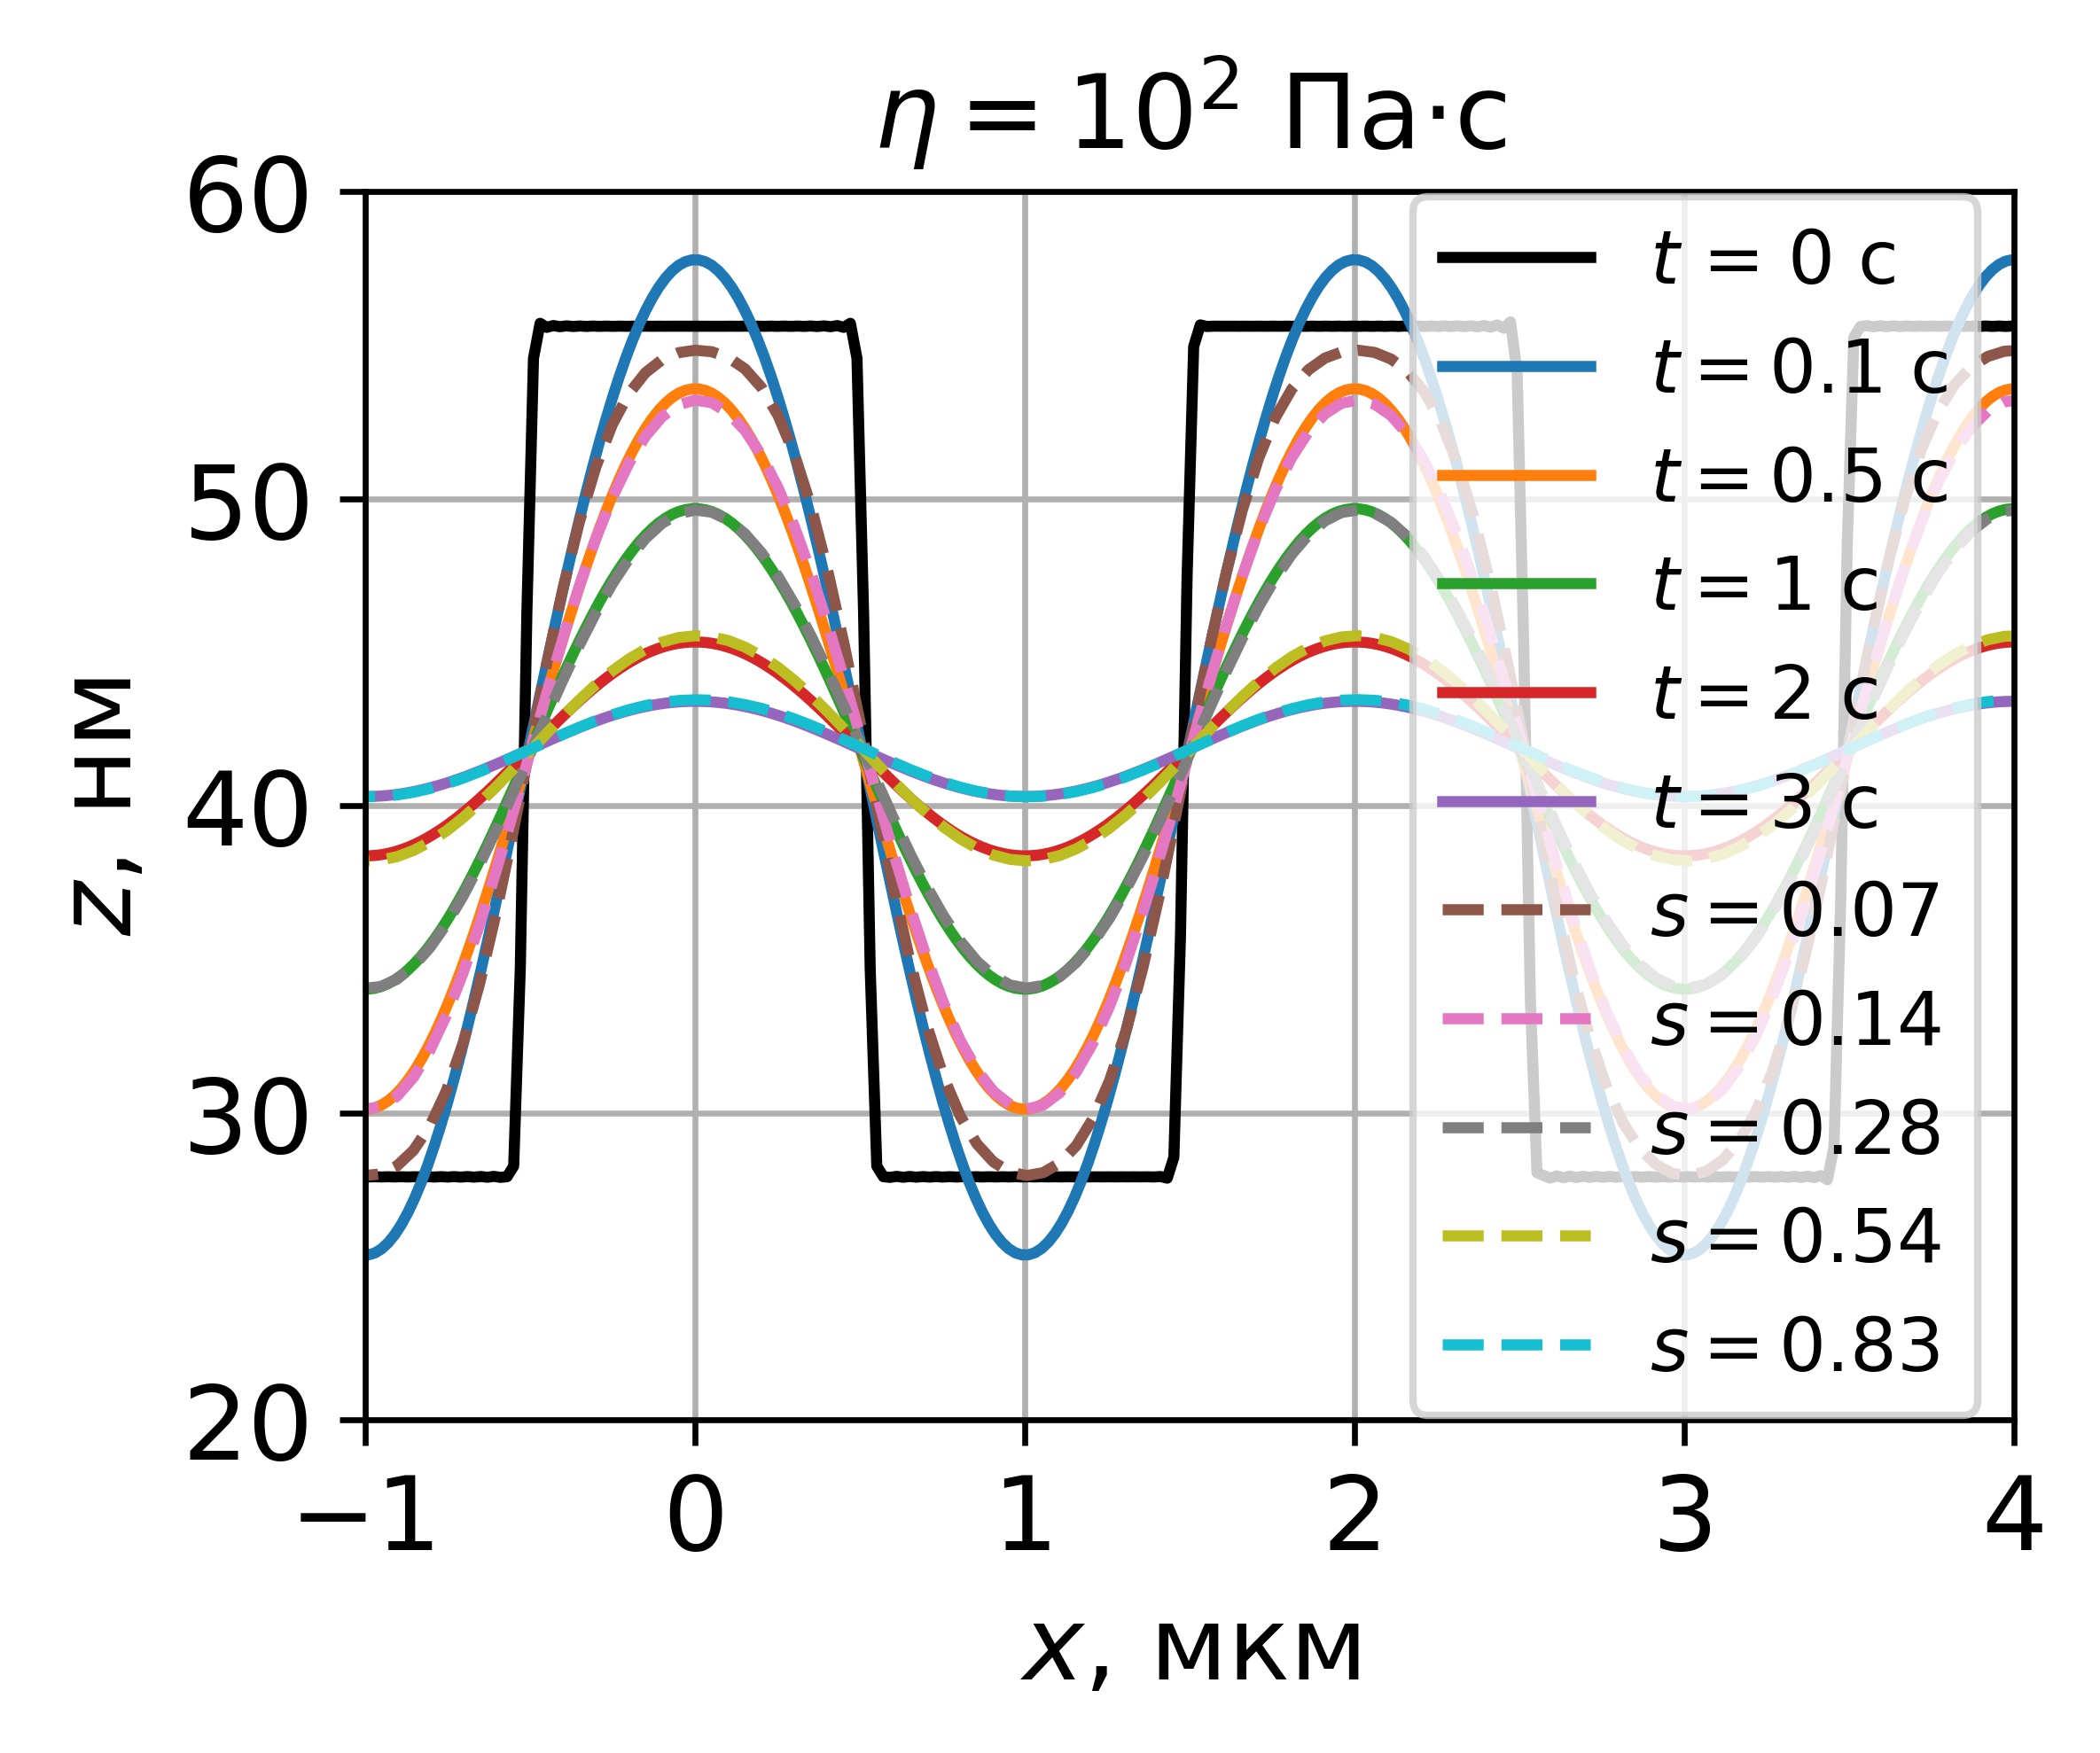 η = 10² Па·с
60
50
40
30
20
z, нм
t = 0 с
t = 0.1 с
t = 0.5 с
t = 1 с
t = 2 с
t = 3 с
s = 0.07
s = 0.14
s = 0.28
s = 0.54
s = 0.83
−1 0 1 2 3 4
x, мкм